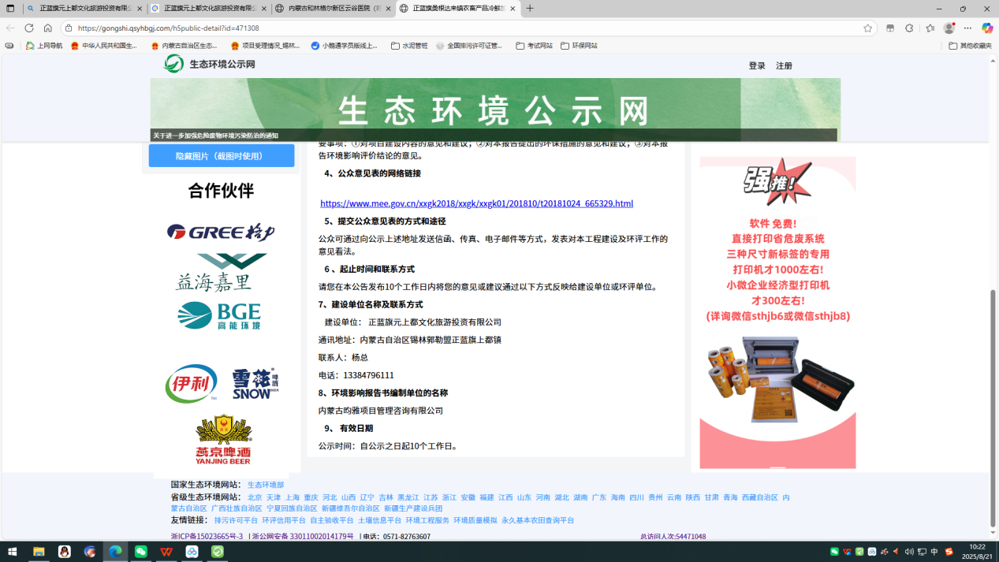 正蓝旗元上都文化旅游投资有限公
正蓝旗元上都文化旅游投资有限公
内蒙古和林格尔新区云谷医院（
正蓝旗桑根达来镇农畜产品冷鲜加
https://gongshi.qsyhbgj.com/h5public-detail?id=471308
上网导航
中华人民共和国生...
内蒙古自治区生态...
项目受理情况_锡林...
小路通学员版线上...
水泥管桩
全国排污许可证管...
考试网站
环保网站
其他收藏夹
生态环境公示网
登录 注册
生态环境公示网
关于进一步加强危险废物环境污染防治的通知
隐藏图片（截图时使用）
合作伙伴
GREE 格力
益海嘉里
BGE
高能环境
伊利
TM
雪花
啤酒
SNOW
BEER
燕京啤酒
YANJING BEER
要事项：①对项目建设内容的意见和建议；②对本报告提出的环保措施的意见和建议；③对本报
告环境影响评价结论的意见。
4、公众意见表的网络链接
https://www.mee.gov.cn/xxgk2018/xxgk/xxgk01/201810/t20181024_665329.html
5、提交公众意见表的方式和途径
公众可通过向公示上述地址发送信函、传真、电子邮件等方式，发表对本工程建设及环评工作的
意见看法。
6 、起止时间和联系方式
请您在本公告发布10个工作日内将您的意见或建议通过以下方式反映给建设单位或环评单位。
7、建设单位名称及联系方式
建设单位： 正蓝旗元上都文化旅游投资有限公司
通讯地址：内蒙古自治区锡林郭勒盟正蓝旗上都镇
联系人：杨总
电话：13384796111
8、环境影响报告书编制单位的名称
内蒙古昀雅项目管理咨询有限公司
9、 有效日期
公示时间：自公示之日起10个工作日。
强推!
软件 免费!
直接打印省危废系统
三种尺寸新标签的专用
打印机才1000左右!
小微企业经济型打印机
才300左右!
(详询微信sthjb6或微信sthjb8)
国家生态环境网站： 生态环境部
省级生态环境网站： 北京 天津 上海 重庆 河北 山西 辽宁 吉林 黑龙江 江苏 浙江 安徽 福建 江西 山东 河南 湖北 湖南 广东 海南 四川 贵州 云南 陕西 甘肃 青海 西藏自治区 内
蒙古自治区 广西壮族自治区 宁夏回族自治区 新疆维吾尔自治区 新疆生产建设兵团
友情链接： 排污许可平台 环评信用平台 自主验收平台 土壤信息平台 环境工程服务 环境质量模拟 永久基本农田查询平台
浙ICP备15023665号-3 | 浙公网安备 33011002014179号 | 电话：0571-82763607
总访问人次:54471048
中
10:22
2025/8/21